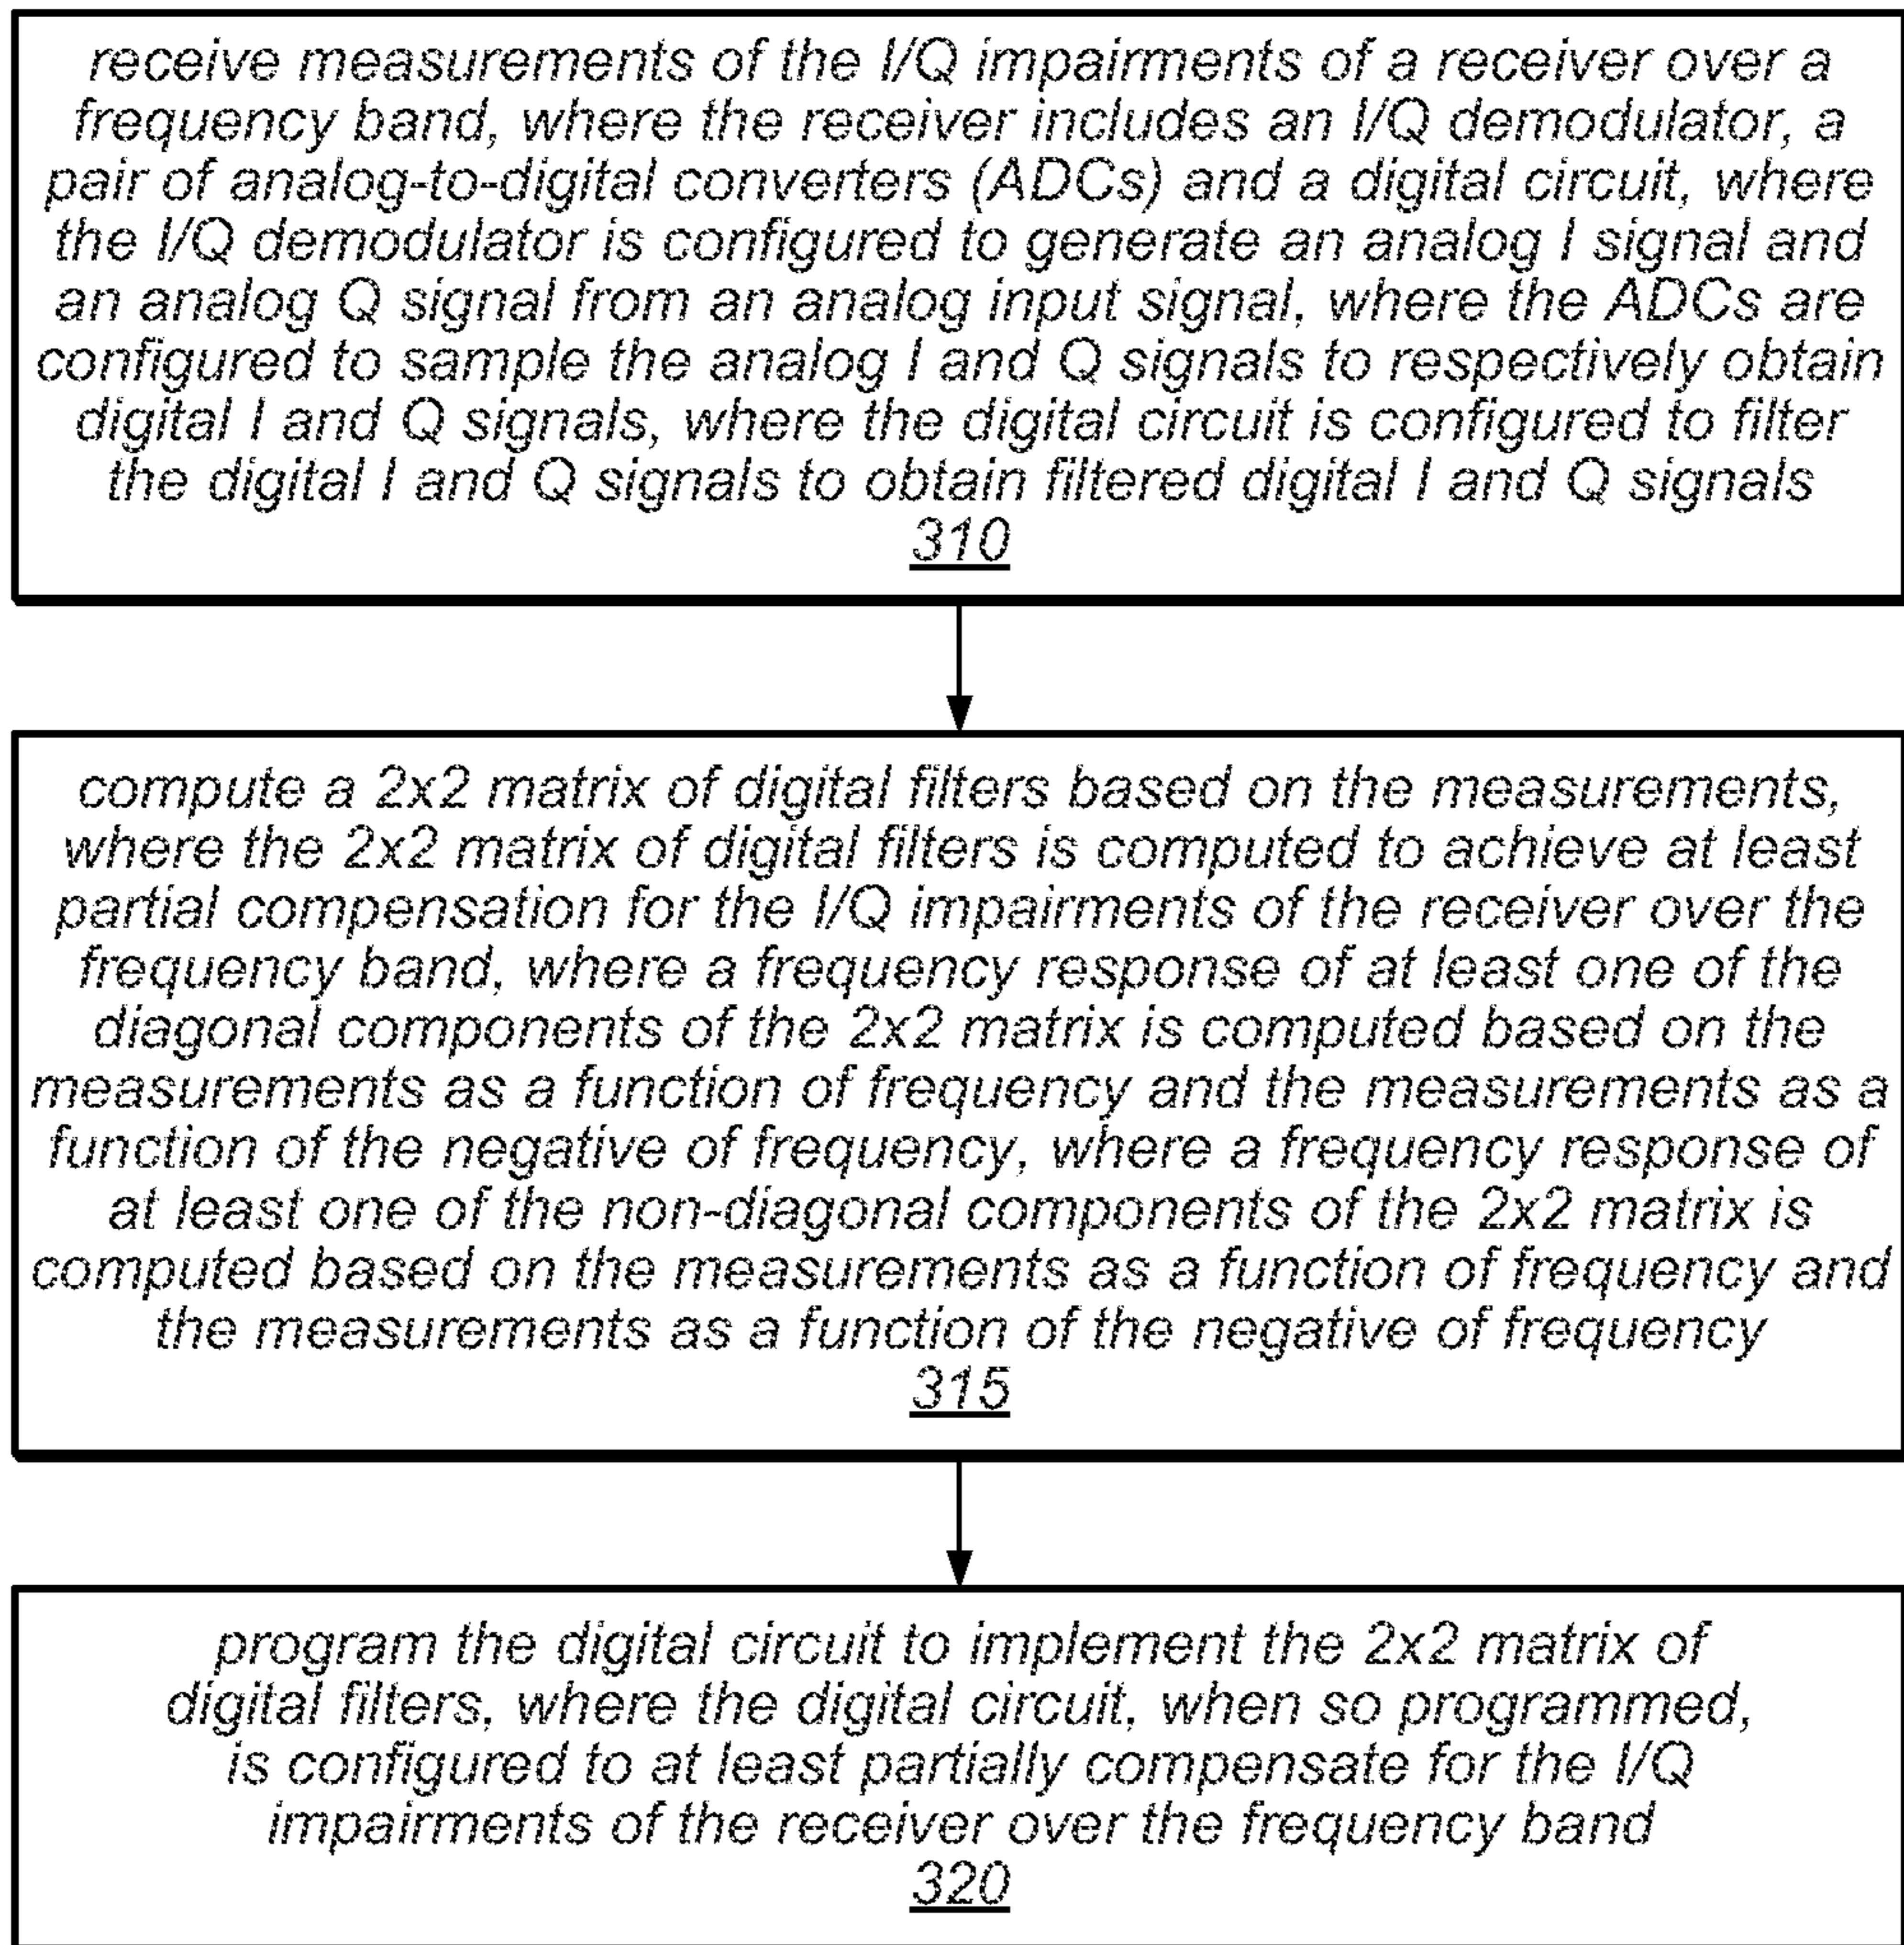 receive measurements of the I/Q impairments of a receiver over a
frequency band, where the receiver includes an I/Q demodulator, a
pair of analog-to-digital converters (ADCs) and a digital circuit, where
the I/Q demodulator is configured to generate an analog I signal and
an analog Q signal from an analog input signal, where the ADCs are
configured to sample the analog I and Q signals to respectively obtain
digital I and Q signals, where the digital circuit is configured to filter
the digital I and Q signals to obtain filtered digital I and Q signals
310
compute a 2x2 matrix of digital filters based on the measurements,
where the 2x2 matrix of digital filters is computed to achieve at least
partial compensation for the I/Q impairments of the receiver over the
frequency band, where a frequency response of at least one of the
diagonal components of the 2x2 matrix is computed based on the
measurements as a function of frequency and the measurements as a
function of the negative of frequency, where a frequency response of
at least one of the non-diagonal components of the 2x2 matrix is
computed based on the measurements as a function of frequency and
the measurements as a function of the negative of frequency
315
program the digital circuit to implement the 2x2 matrix of
digital filters, where the digital circuit, when so programmed,
is configured to at least partially compensate for the I/Q
impairments of the receiver over the frequency band
320